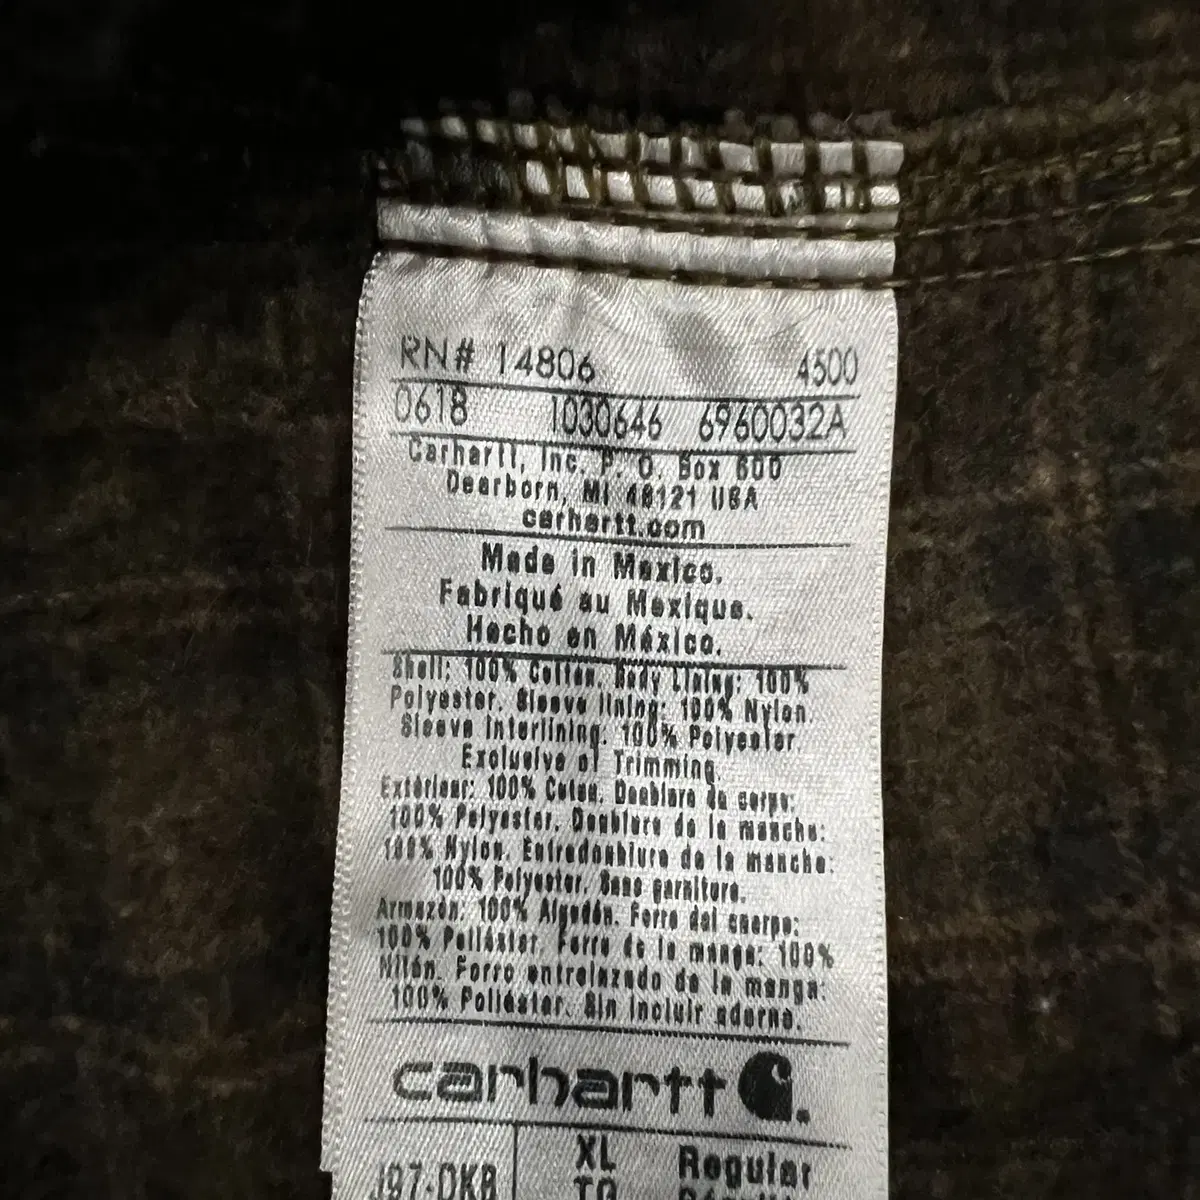 RN# 14806 4500
0618 1030646 6960032A
Carhartt, Inc. P. O. Box 600
Dearborn, MI 48121 USA
carhartt.com
Made in Mexico.
Fabriqué au Mexique.
Hecho en México.
Shell: 100% Cotton. Body Lining: 100%
Polyester. Sleeve lining: 100% Nylon.
Sleeve Interlining. 100% Polyester.
Exclusive of Trimming.
Extérieur: 100% Coton. Doublure du corps:
100% Polyester. Doublure de la manche:
100% Nylon. Entredoublure de la manche:
100% Polyester. Sans garniture.
Armazón: 100% Algodón. Forro del cuerpo:
100% Poliéster. Forro de la manga: 100%
Nilón. Forro entrelazado de la manga:
100% Poliéster. Sin incluir adorno.
carhartt
J97-DKB XL Regular
TG